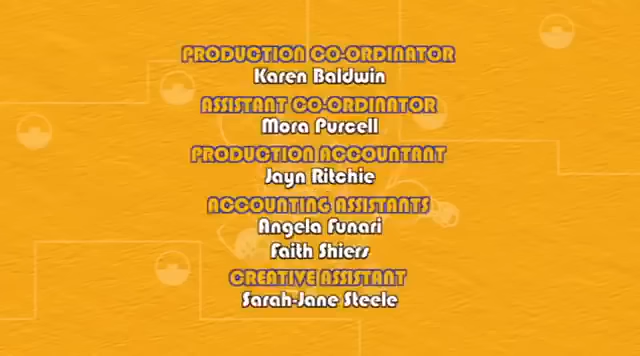 PRODUCTION CO-ORDINATOR
Karen Baldwin
ASSISTANT CO-ORDINATOR
Mora Purcell
PRODUCTION ACCOUNTANT
Jayn Ritchie
ACCOUNTING ASSISTANTS
Angela Funari
Faith Shiers
CREATIVE ASSISTANT
Sarah-Jane Steele